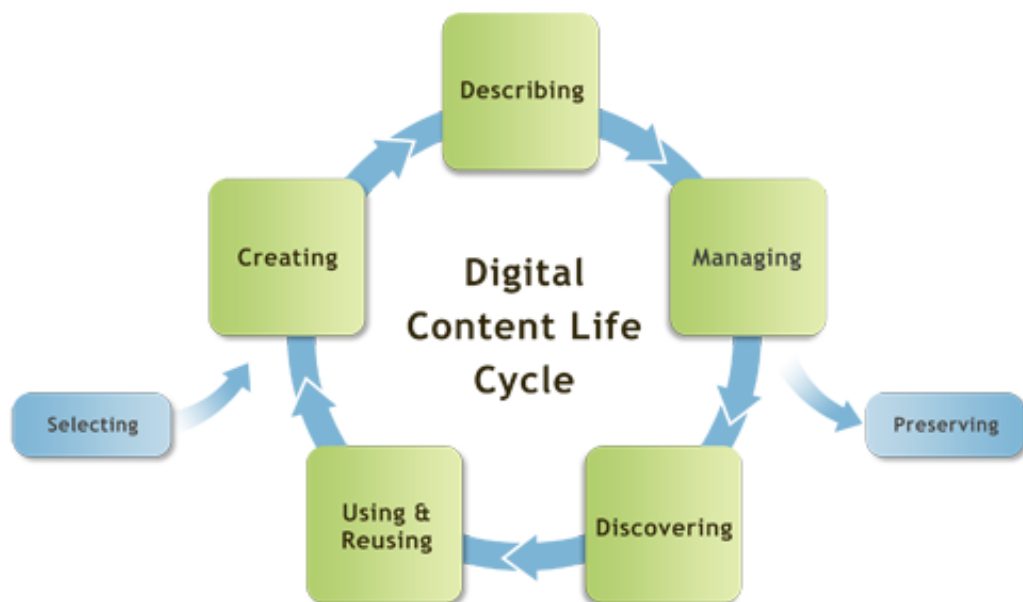 Describing
Creating
Managing
Digital
Content Life
Cycle
Selecting
Preserving
Using &
Reusing
Discovering